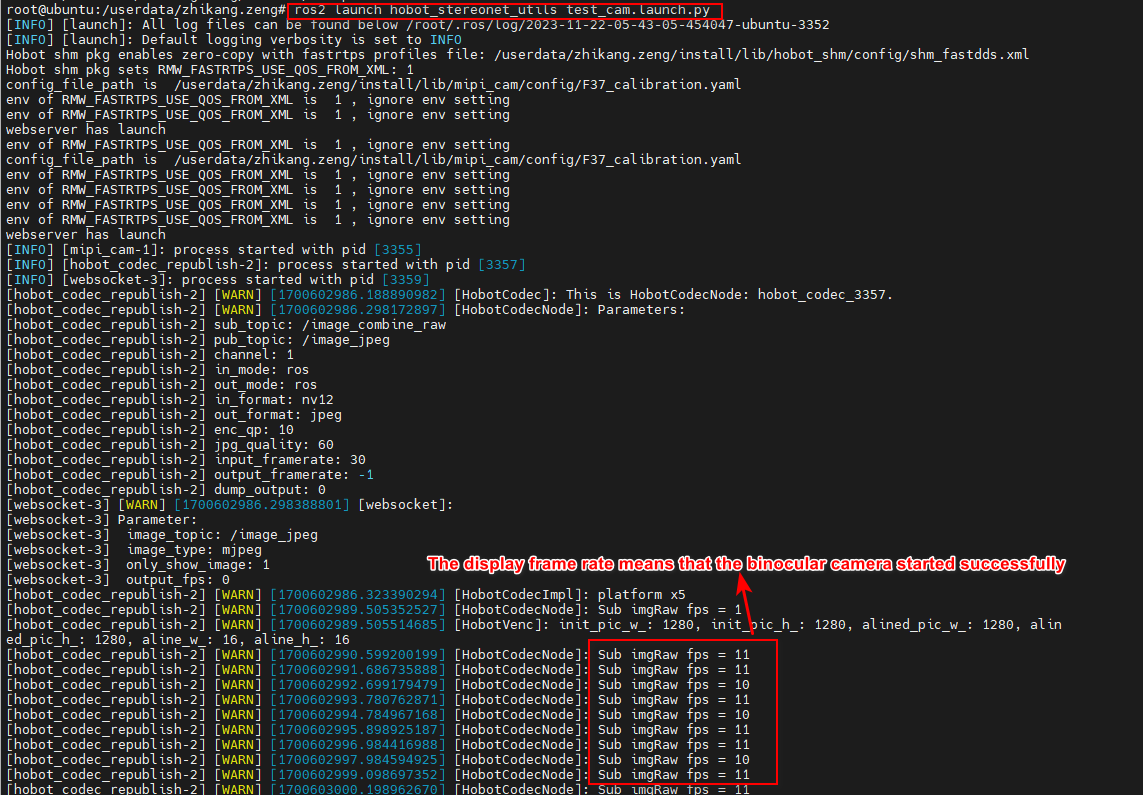 root@ubuntu:/userdata/zhikang.zeng# ros2 launch hobot_stereonet_utils test_cam.launch.py
[INFO] [launch]: All log files can be found below /root/.ros/log/2023-11-22-05-43-05-454047-ubuntu-3352
[INFO] [launch]: Default logging verbosity is set to INFO
Hobot shm pkg enables zero-copy with fastrtps profiles file: /userdata/zhikang.zeng/install/lib/hobot_shm/config/shm_fastdds.xml
Hobot shm pkg sets RMW_FASTRTPS_USE_QOS_FROM_XML: 1
config_file_path is  /userdata/zhikang.zeng/install/lib/mipi_cam/config/F37_calibration.yaml
env of RMW_FASTRTPS_USE_QOS_FROM_XML is  1 , ignore env setting
env of RMW_FASTRTPS_USE_QOS_FROM_XML is  1 , ignore env setting
webserver has launch
env of RMW_FASTRTPS_USE_QOS_FROM_XML is  1 , ignore env setting
config_file_path is  /userdata/zhikang.zeng/install/lib/mipi_cam/config/F37_calibration.yaml
env of RMW_FASTRTPS_USE_QOS_FROM_XML is  1 , ignore env setting
env of RMW_FASTRTPS_USE_QOS_FROM_XML is  1 , ignore env setting
env of RMW_FASTRTPS_USE_QOS_FROM_XML is  1 , ignore env setting
env of RMW_FASTRTPS_USE_QOS_FROM_XML is  1 , ignore env setting
webserver has launch
[INFO] [mipi_cam-1]: process started with pid [3355]
[INFO] [hobot_codec_republish-2]: process started with pid [3357]
[INFO] [websocket-3]: process started with pid [3359]
[hobot_codec_republish-2] [WARN] [1700602986.188890982] [HobotCodec]: This is HobotCodecNode: hobot_codec_3357.
[hobot_codec_republish-2] [WARN] [1700602986.298172897] [HobotCodecNode]: Parameters:
[hobot_codec_republish-2] sub_topic: /image_combine_raw
[hobot_codec_republish-2] pub_topic: /image_jpeg
[hobot_codec_republish-2] channel: 1
[hobot_codec_republish-2] in_mode: ros
[hobot_codec_republish-2] out_mode: ros
[hobot_codec_republish-2] in_format: nv12
[hobot_codec_republish-2] out_format: jpeg
[hobot_codec_republish-2] enc_qp: 10
[hobot_codec_republish-2] jpg_quality: 60
[hobot_codec_republish-2] input_framerate: 30
[hobot_codec_republish-2] output_framerate: -1
[hobot_codec_republish-2] dump_output: 0
[websocket-3] [WARN] [1700602986.298388801] [websocket]:
[websocket-3] Parameter:
[websocket-3]  image_topic: /image_jpeg
[websocket-3]  image_type: mjpeg
[websocket-3]  only_show_image: 1
The display frame rate means that the binocular camera started successfully
[websocket-3]  output_fps: 0
[hobot_codec_republish-2] [WARN] [1700602986.323390294] [HobotCodecImpl]: platform x5
[hobot_codec_republish-2] [WARN] [1700602989.505352527] [HobotCodecNode]: Sub imgRaw fps = 1
[hobot_codec_republish-2] [WARN] [1700602989.505514685] [HobotVenc]: init_pic_w_: 1280, init_pic_h_: 1280, alined_pic_w_: 1280, alin
ed_pic_h_: 1280, aline_w_: 16, aline_h_: 16
[hobot_codec_republish-2] [WARN] [1700602990.599200199] [HobotCodecNode]: Sub imgRaw fps = 11
[hobot_codec_republish-2] [WARN] [1700602991.686735888] [HobotCodecNode]: Sub imgRaw fps = 11
[hobot_codec_republish-2] [WARN] [1700602992.699179479] [HobotCodecNode]: Sub imgRaw fps = 10
[hobot_codec_republish-2] [WARN] [1700602993.780762871] [HobotCodecNode]: Sub imgRaw fps = 11
[hobot_codec_republish-2] [WARN] [1700602994.784967168] [HobotCodecNode]: Sub imgRaw fps = 10
[hobot_codec_republish-2] [WARN] [1700602995.898925187] [HobotCodecNode]: Sub imgRaw fps = 11
[hobot_codec_republish-2] [WARN] [1700602996.984416988] [HobotCodecNode]: Sub imgRaw fps = 11
[hobot_codec_republish-2] [WARN] [1700602997.984594925] [HobotCodecNode]: Sub imgRaw fps = 10
[hobot_codec_republish-2] [WARN] [1700602999.098697352] [HobotCodecNode]: Sub imgRaw fps = 11
[hobot_codec_republish-2] [WARN] [1700603000.198962670] [HobotCodecNode]: Sub imgRaw fps = 11